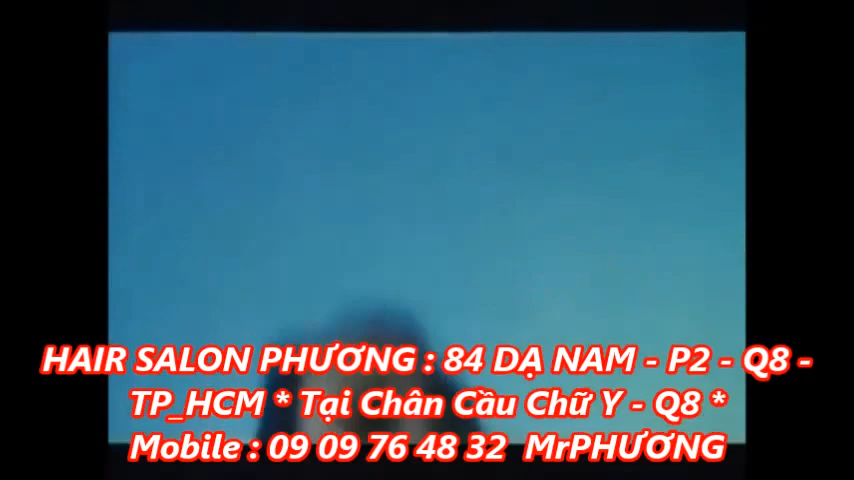 HAIR SALON PHƯƠNG : 84 DẠ NAM - P2 - Q8 -
TP_HCM * Tại Chân Cầu Chữ Y - Q8 *
Mobile : 09 09 76 48 32 MrPHƯƠNG